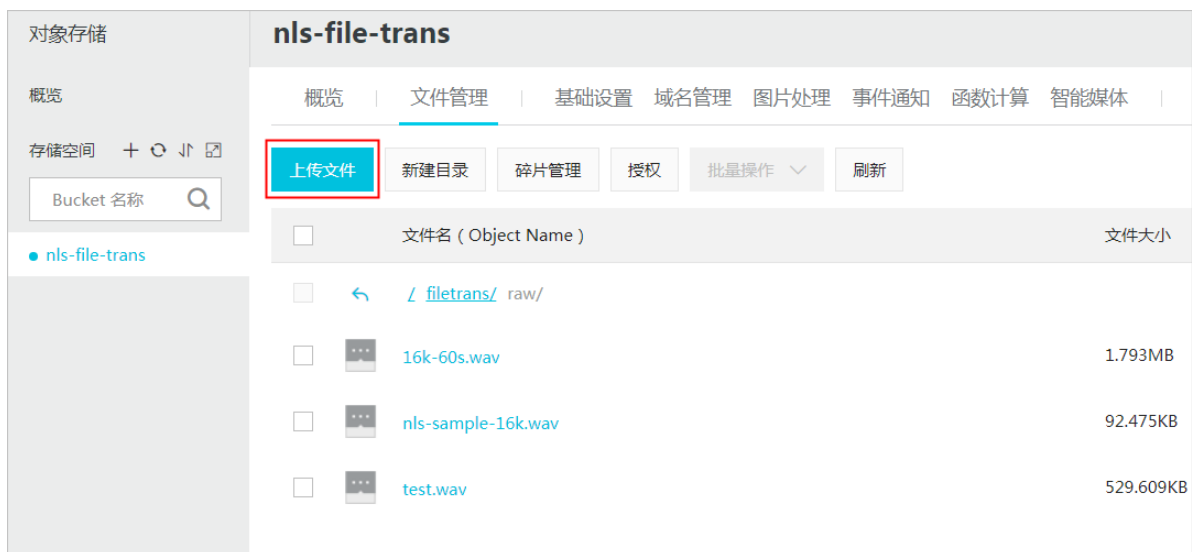 对象存储
nls-file-trans
概览
概览 文件管理 基础设置 域名管理 图片处理 事件通知 函数计算 智能媒体
存储空间
上传文件 新建目录 碎片管理 授权 批量操作 刷新
Bucket 名称
文件名（Object Name） 文件大小
nls-file-trans
/ filetrans/ raw/
16k-60s.wav 1.793MB
nls-sample-16k.wav 92.475KB
test.wav 529.609KB